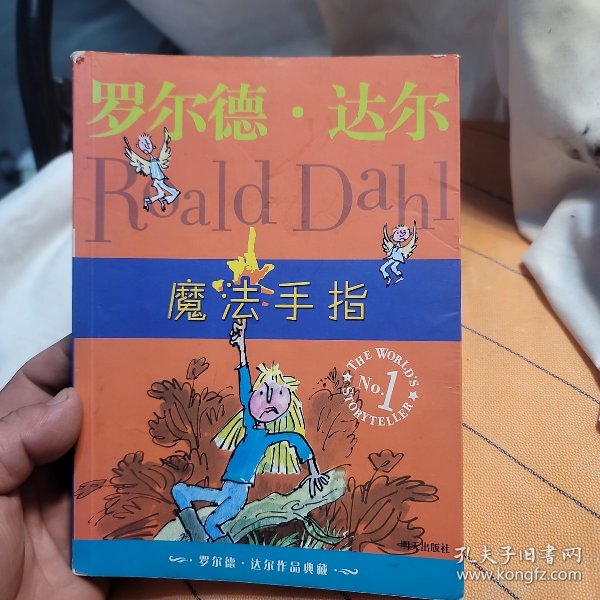 罗尔德·达尔
Roald Dahl
魔法手指
THE WORLD'S
No.1
STORYTELLER
明天出版社
·罗尔德·达尔作品典藏·
孔夫子旧书网
www.kongfz.com